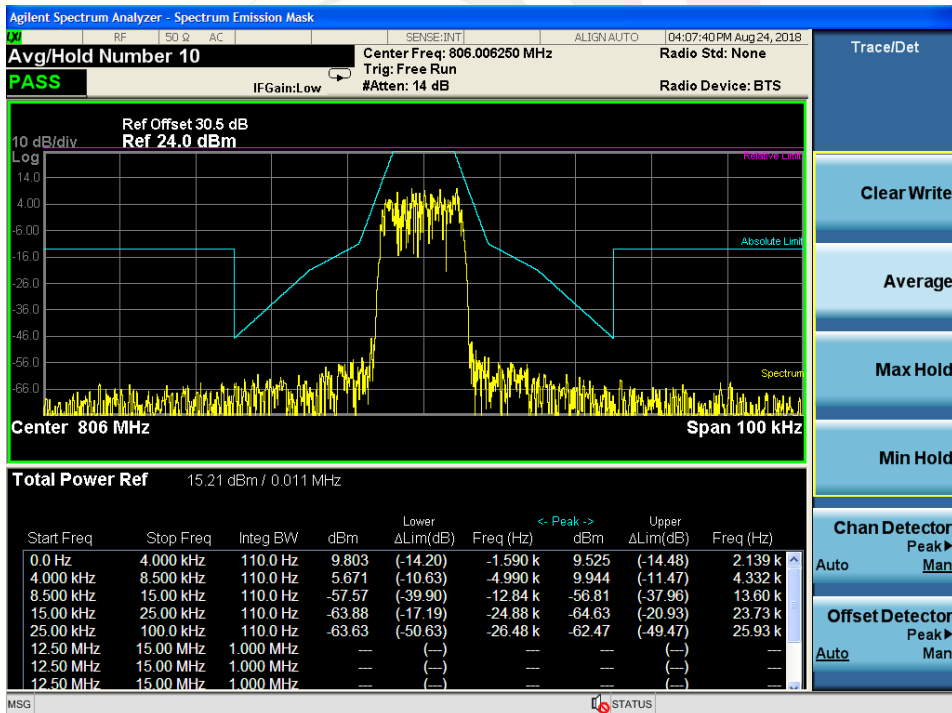 Agilent Spectrum Analyzer - Spectrum Emission Mask
LXI RF 50 Ω AC SENSE:INT ALIGN AUTO 04:07:40 PM Aug 24, 2018
Avg/Hold Number 10 Center Freq: 806.006250 MHz Radio Std: None
Trig: Free Run
PASS IFGain:Low #Atten: 14 dB Radio Device: BTS
Ref Offset 30.5 dB
10 dB/div Ref 24.0 dBm
Log
Relative Limit
14.0
4.00
-6.00
Absolute Limit
-16.0
-26.0
-36.0
-46.0
-56.0
Spectrum
-66.0
Center 806 MHz Span 100 kHz
Total Power Ref 15.21 dBm / 0.011 MHz
Lower <- Peak -> Upper
Start Freq Stop Freq Integ BW dBm ΔLim(dB) Freq (Hz) dBm ΔLim(dB) Freq (Hz)
0.0 Hz 4.000 kHz 110.0 Hz 9.803 (-14.20) -1.590 k 9.525 (-14.48) 2.139 k
4.000 kHz 8.500 kHz 110.0 Hz 5.671 (-10.63) -4.990 k 9.944 (-11.47) 4.332 k
8.500 kHz 15.00 kHz 110.0 Hz -57.57 (-39.90) -12.84 k -56.81 (-37.96) 13.60 k
15.00 kHz 25.00 kHz 110.0 Hz -63.88 (-17.19) -24.88 k -64.63 (-20.93) 23.73 k
25.00 kHz 100.0 kHz 110.0 Hz -63.63 (-50.63) -26.48 k -62.47 (-49.47) 25.93 k
12.50 MHz 15.00 MHz 1.000 MHz --- (---) --- --- (---) ---
12.50 MHz 15.00 MHz 1.000 MHz --- (---) --- --- (---) ---
12.50 MHz 15.00 MHz 1.000 MHz --- (---) --- --- (---) ---
MSG STATUS
Trace/Det
Clear Write
Average
Max Hold
Min Hold
Chan Detector
Peak▶
Auto Man
Offset Detector
Peak▶
Auto Man